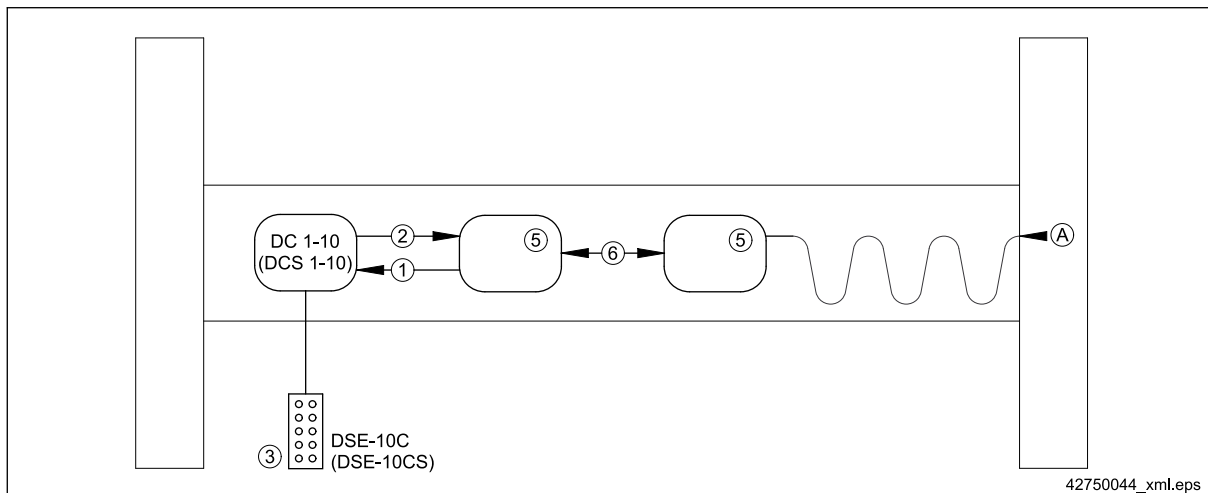 DC 1-10
(DCS 1-10)
2
1
5
6
5
A
3
DSE-10C
(DSE-10CS)
42750044_xml.eps